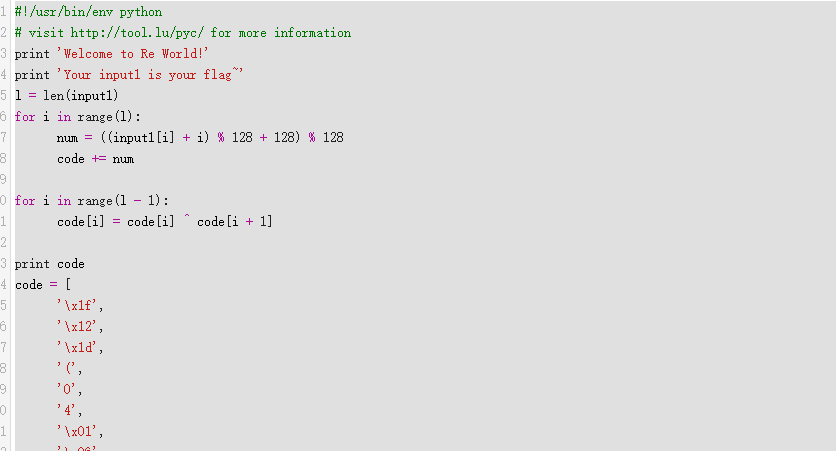 1 #!/usr/bin/env python
2 # visit http://tool.lu/pyc/ for more information
3 print 'Welcome to Re World!'
4 print 'Your input1 is your flag~'
5 l = len(input1)
6 for i in range(l):
7 num = ((input1[i] + i) % 128 + 128) % 128
8 code += num
9
0 for i in range(l - 1):
1 code[i] = code[i] ^ code[i + 1]
2
3 print code
4 code = [
5 '\x1f',
6 '\x12',
7 '\x1d',
8 '(',
9 '0',
0 '4',
1 '\x01',